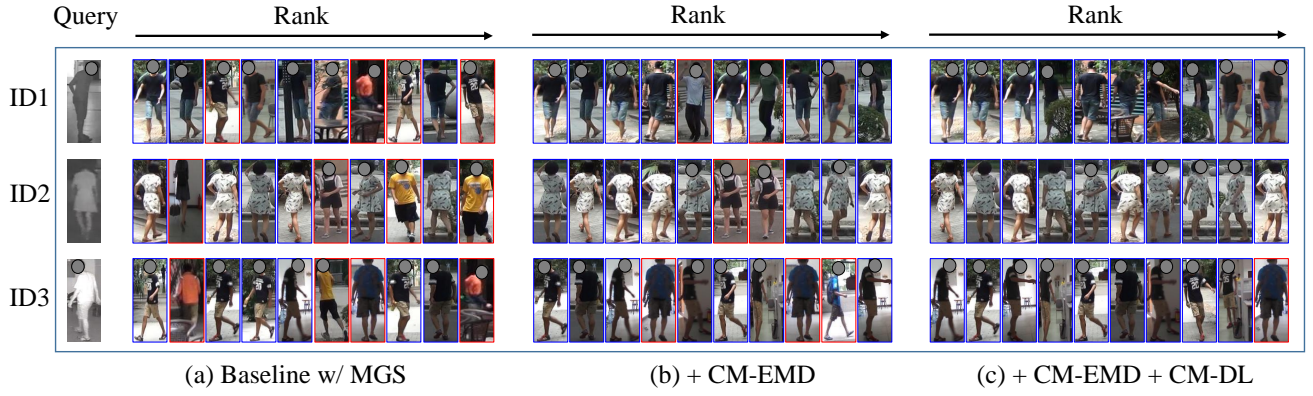 Query Rank Rank Rank
ID1
ID2
ID3
(a) Baseline w/ MGS (b) + CM-EMD (c) + CM-EMD + CM-DL